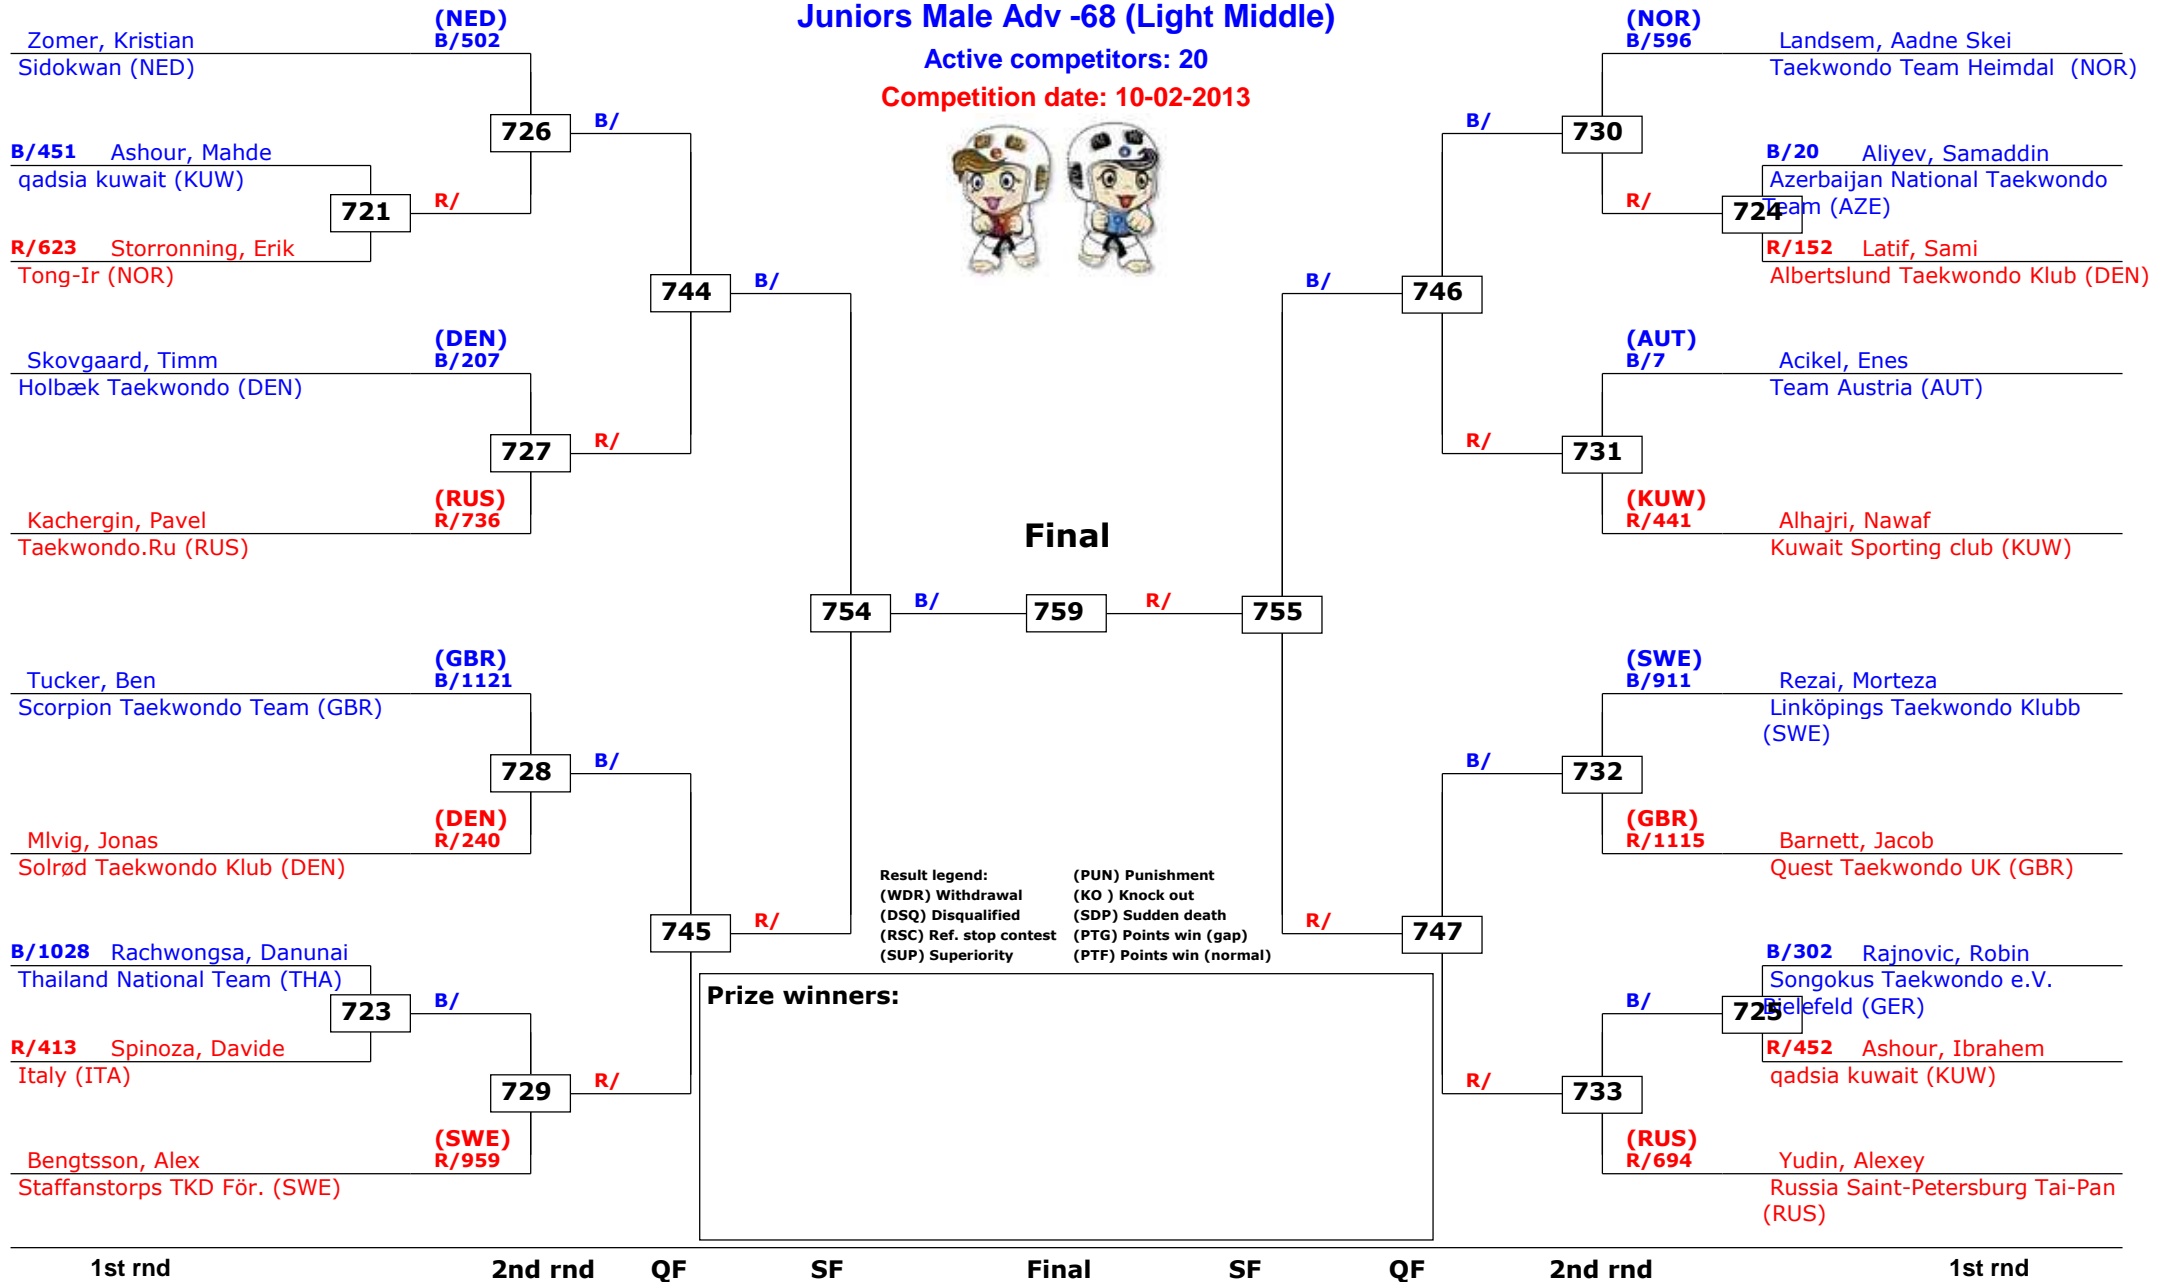 Juniors Male Adv -68 (Light Middle)
Active competitors: 20
Competition date: 10-02-2013
Zomer, Kristian
(NED)
B/502
Sidokwan (NED)
726
B/
B/451 Ashour, Mahde
qadsia kuwait (KUW)
721
R/
R/623 Storronning, Erik
Tong-Ir (NOR)
744
B/
Skovgaard, Timm
(DEN)
B/207
Holbæk Taekwondo (DEN)
727
R/
Kachergin, Pavel
(RUS)
R/736
Taekwondo.Ru (RUS)
754
B/
Tucker, Ben
(GBR)
B/1121
Scorpion Taekwondo Team (GBR)
728
B/
Mlvig, Jonas
(DEN)
R/240
Solrød Taekwondo Klub (DEN)
745
R/
B/1028 Rachwongsa, Danunai
Thailand National Team (THA)
723
B/
R/413 Spinoza, Davide
Italy (ITA)
729
R/
Bengtsson, Alex
(SWE)
R/959
Staffanstorps TKD För. (SWE)
Final
759
R/
755
(NOR)
B/596
Landsem, Aadne Skei
Taekwondo Team Heimdal (NOR)
B/
730
B/20 Aliyev, Samaddin
Azerbaijan National Taekwondo
Team (AZE)
R/
724
R/152 Latif, Sami
Albertslund Taekwondo Klub (DEN)
B/
746
(AUT)
B/7
Acikel, Enes
Team Austria (AUT)
R/
731
(KUW)
R/441
Alhajri, Nawaf
Kuwait Sporting club (KUW)
(SWE)
B/911
Rezai, Morteza
Linköpings Taekwondo Klubb
(SWE)
B/
732
(GBR)
R/1115
Barnett, Jacob
Quest Taekwondo UK (GBR)
R/
747
B/302 Rajnovic, Robin
Songokus Taekwondo e.V.
Bielefeld (GER)
B/
725
R/452 Ashour, Ibrahem
qadsia kuwait (KUW)
R/
733
(RUS)
R/694
Yudin, Alexey
Russia Saint-Petersburg Tai-Pan
(RUS)
Result legend:
(WDR) Withdrawal
(DSQ) Disqualified
(RSC) Ref. stop contest
(SUP) Superiority
(PUN) Punishment
(KO ) Knock out
(SDP) Sudden death
(PTG) Points win (gap)
(PTF) Points win (normal)
Prize winners:
1st rnd 2nd rnd QF SF Final SF QF 2nd rnd 1st rnd